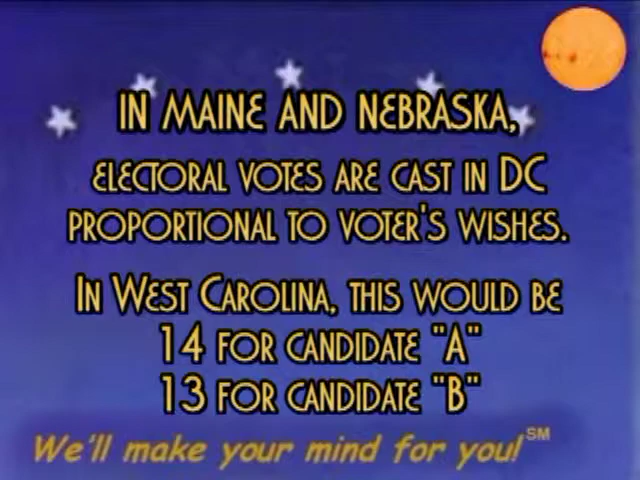 IN MAINE AND NEBRASKA,
ELECTORAL VOTES ARE CAST IN DC
PROPORTIONAL TO VOTER'S WISHES.
IN WEST CAROLINA, THIS WOULD BE
14 FOR CANDIDATE "A"
13 FOR CANDIDATE "B"
We'll make your mind for you! SM